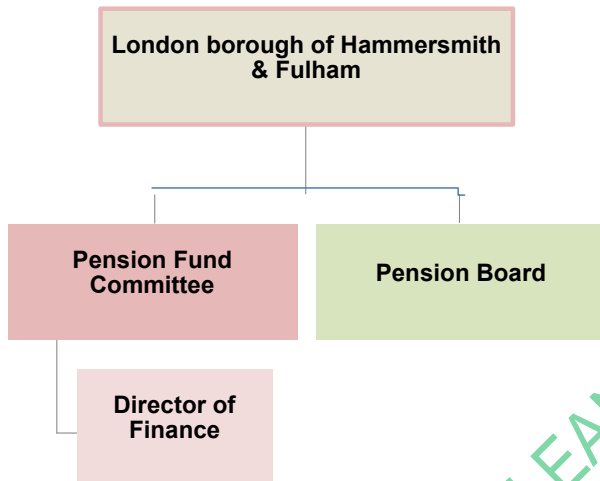 London borough of Hammersmith
& Fulham
Pension Fund
Committee
Pension Board
Director of
Finance